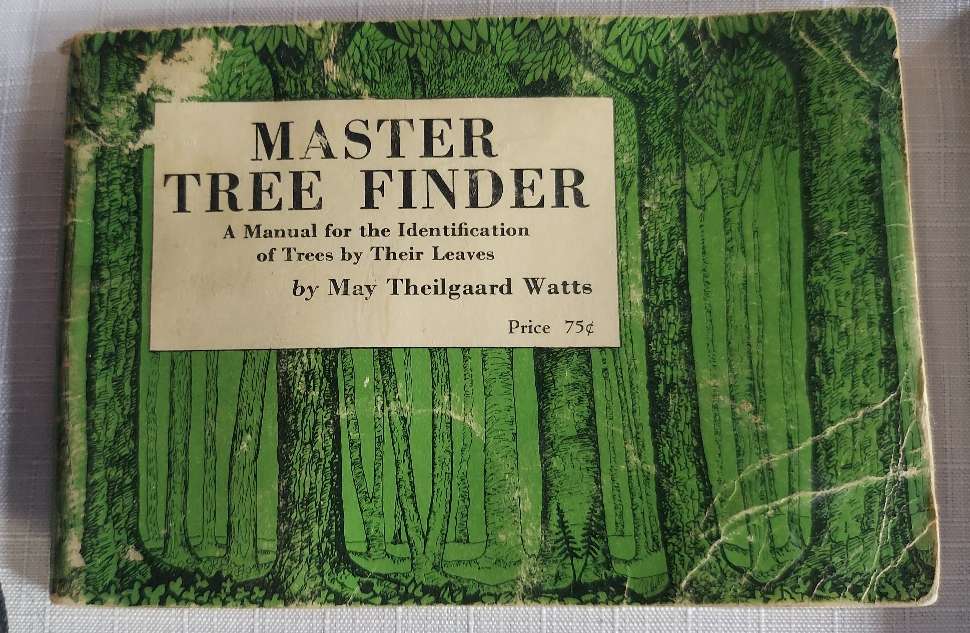 MASTER
TREE FINDER
A Manual for the Identification
of Trees by Their Leaves
by May Theilgaard Watts
Price 75¢